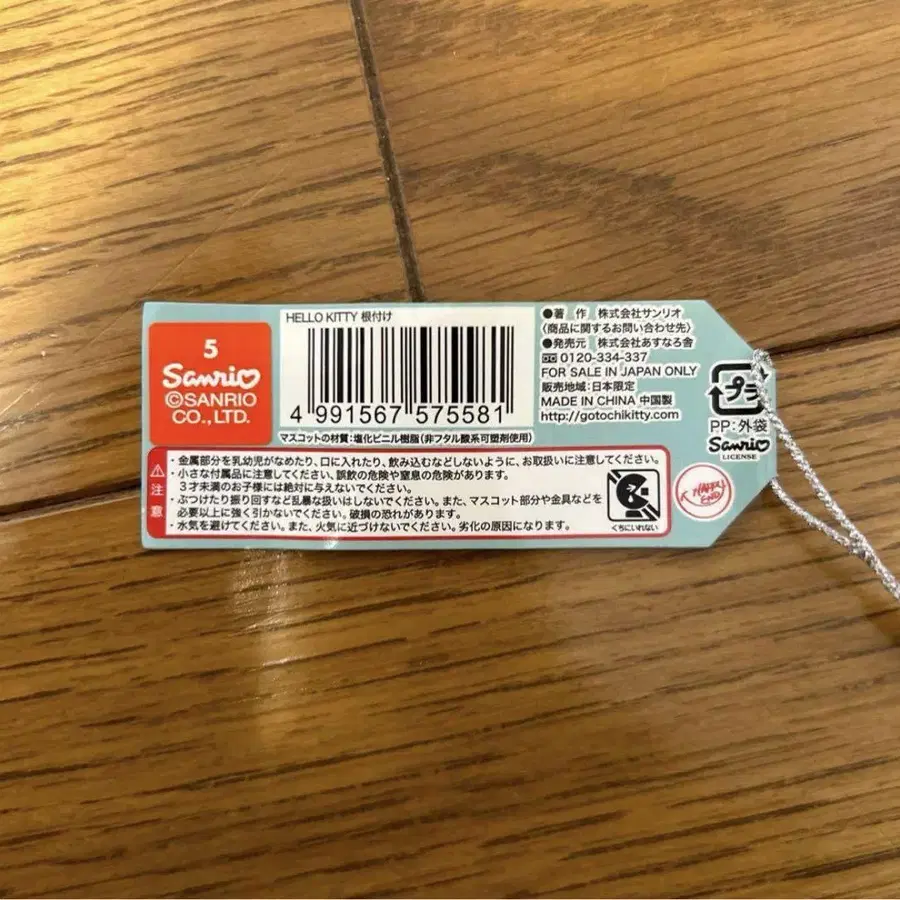 5
Sanrio
©SANRIO
CO.,LTD.
HELLO KITTY 根付け
4 991567 575581
マスコットの材質：塩化ビニル樹脂（非フタル酸系可塑剤使用）
●著　作　株式会社サンリオ
〈商品に関するお問い合わせ先〉
●発売元　株式会社あすなろ舎
0120-334-337
FOR SALE IN JAPAN ONLY
販売地域：日本限定
MADE IN CHINA 中国製
http://gotochikitty.com
プラ
PP：外袋
Sanrio
LICENSE
注意
・金属部分を乳幼児がなめたり、口に入れたり、飲み込むなどしないように、お取扱いに注意してください。
・小さな付属品に注意してください、誤飲の危険や窒息の危険があります。
3才未満のお子様には絶対に与えないでください。
・ぶつけたり振り回すなど乱暴な扱いはしないでください。また、マスコット部分や金具などを
必要以上に強く引かないでください。破損の恐れがあります。
・水気を避けてください。また、火気に近づけないでください。劣化の原因になります。
くちにいれない
HAPPY
END